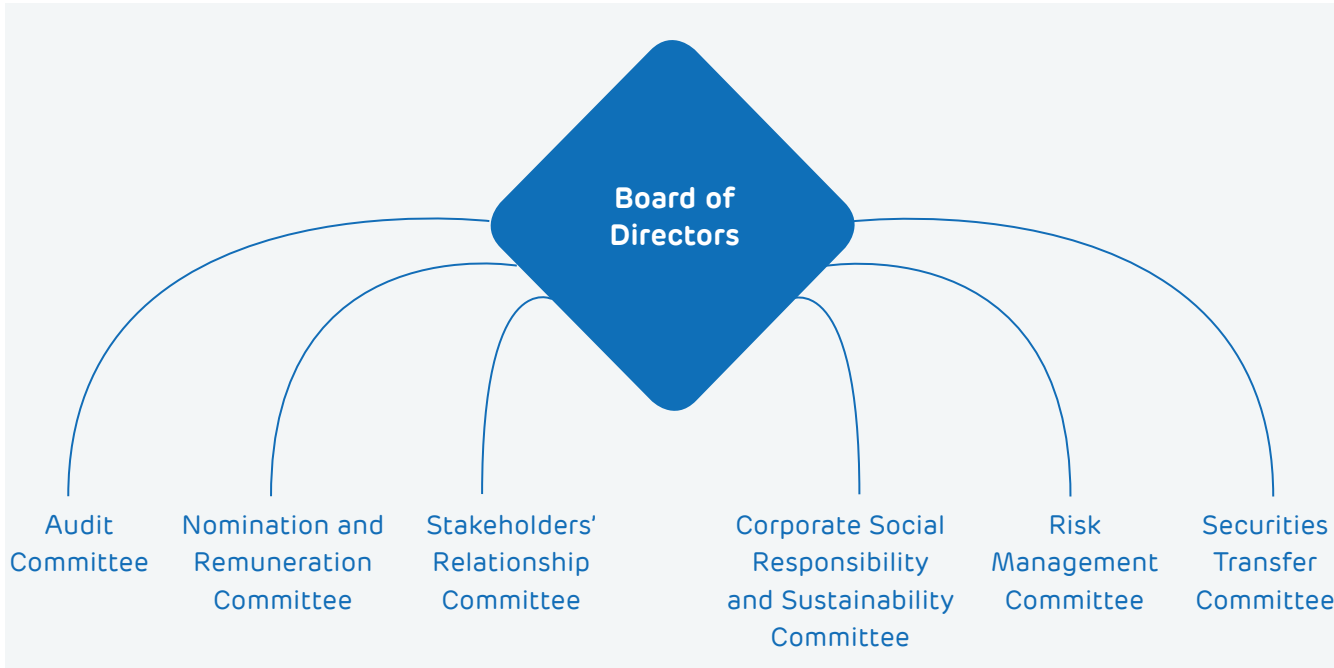 Board of
Directors
Audit
Committee
Nomination and
Remuneration
Committee
Stakeholders’
Relationship
Committee
Corporate Social
Responsibility
and Sustainability
Committee
Risk
Management
Committee
Securities
Transfer
Committee